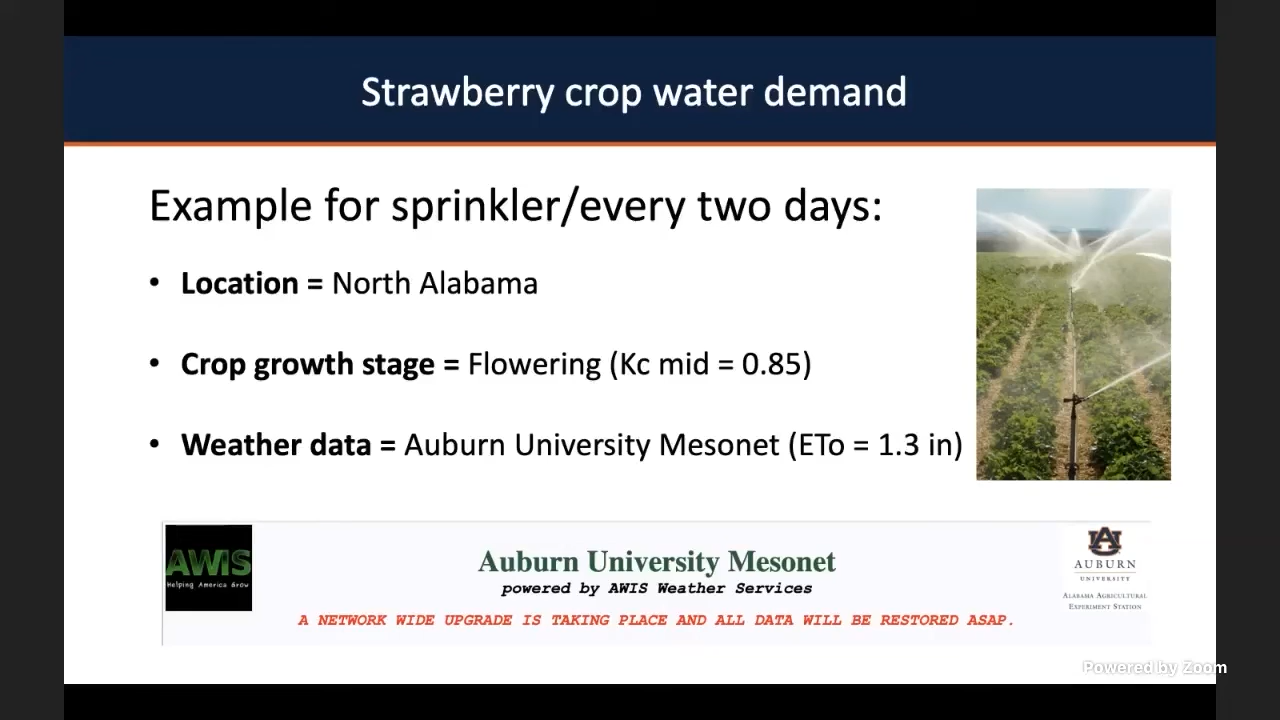 Strawberry crop water demand
Example for sprinkler/every two days:
• Location = North Alabama
• Crop growth stage = Flowering (Kc mid = 0.85)
• Weather data = Auburn University Mesonet (ETo = 1.3 in)
AWIS
Helping America Grow
Auburn University Mesonet
powered by AWIS Weather Services
A NETWORK WIDE UPGRADE IS TAKING PLACE AND ALL DATA WILL BE RESTORED ASAP.
AU
AUBURN
UNIVERSITY
ALABAMA AGRICULTURAL
EXPERIMENT STATION
Powered by Zoom